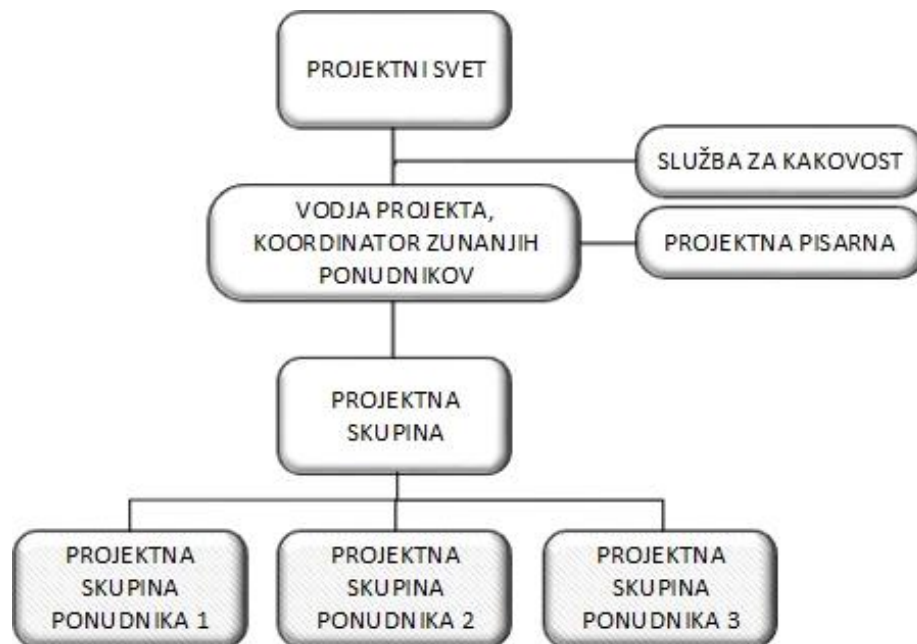 PROJEKTNI SVET
SLUŽBA ZA KAKOVOST
VODJA PROJEKTA,
KOORDINATOR ZUNANJIH
PONUDNIKOV
PROJEKTNA PISARNA
PROJEKTNA
SKUPINA
PROJEKTNA
SKUPINA
PONUDNIKA 1
PROJEKTNA
SKUPINA
PONUDNIKA 2
PROJEKTNA
SKUPINA
PONUDNIKA 3